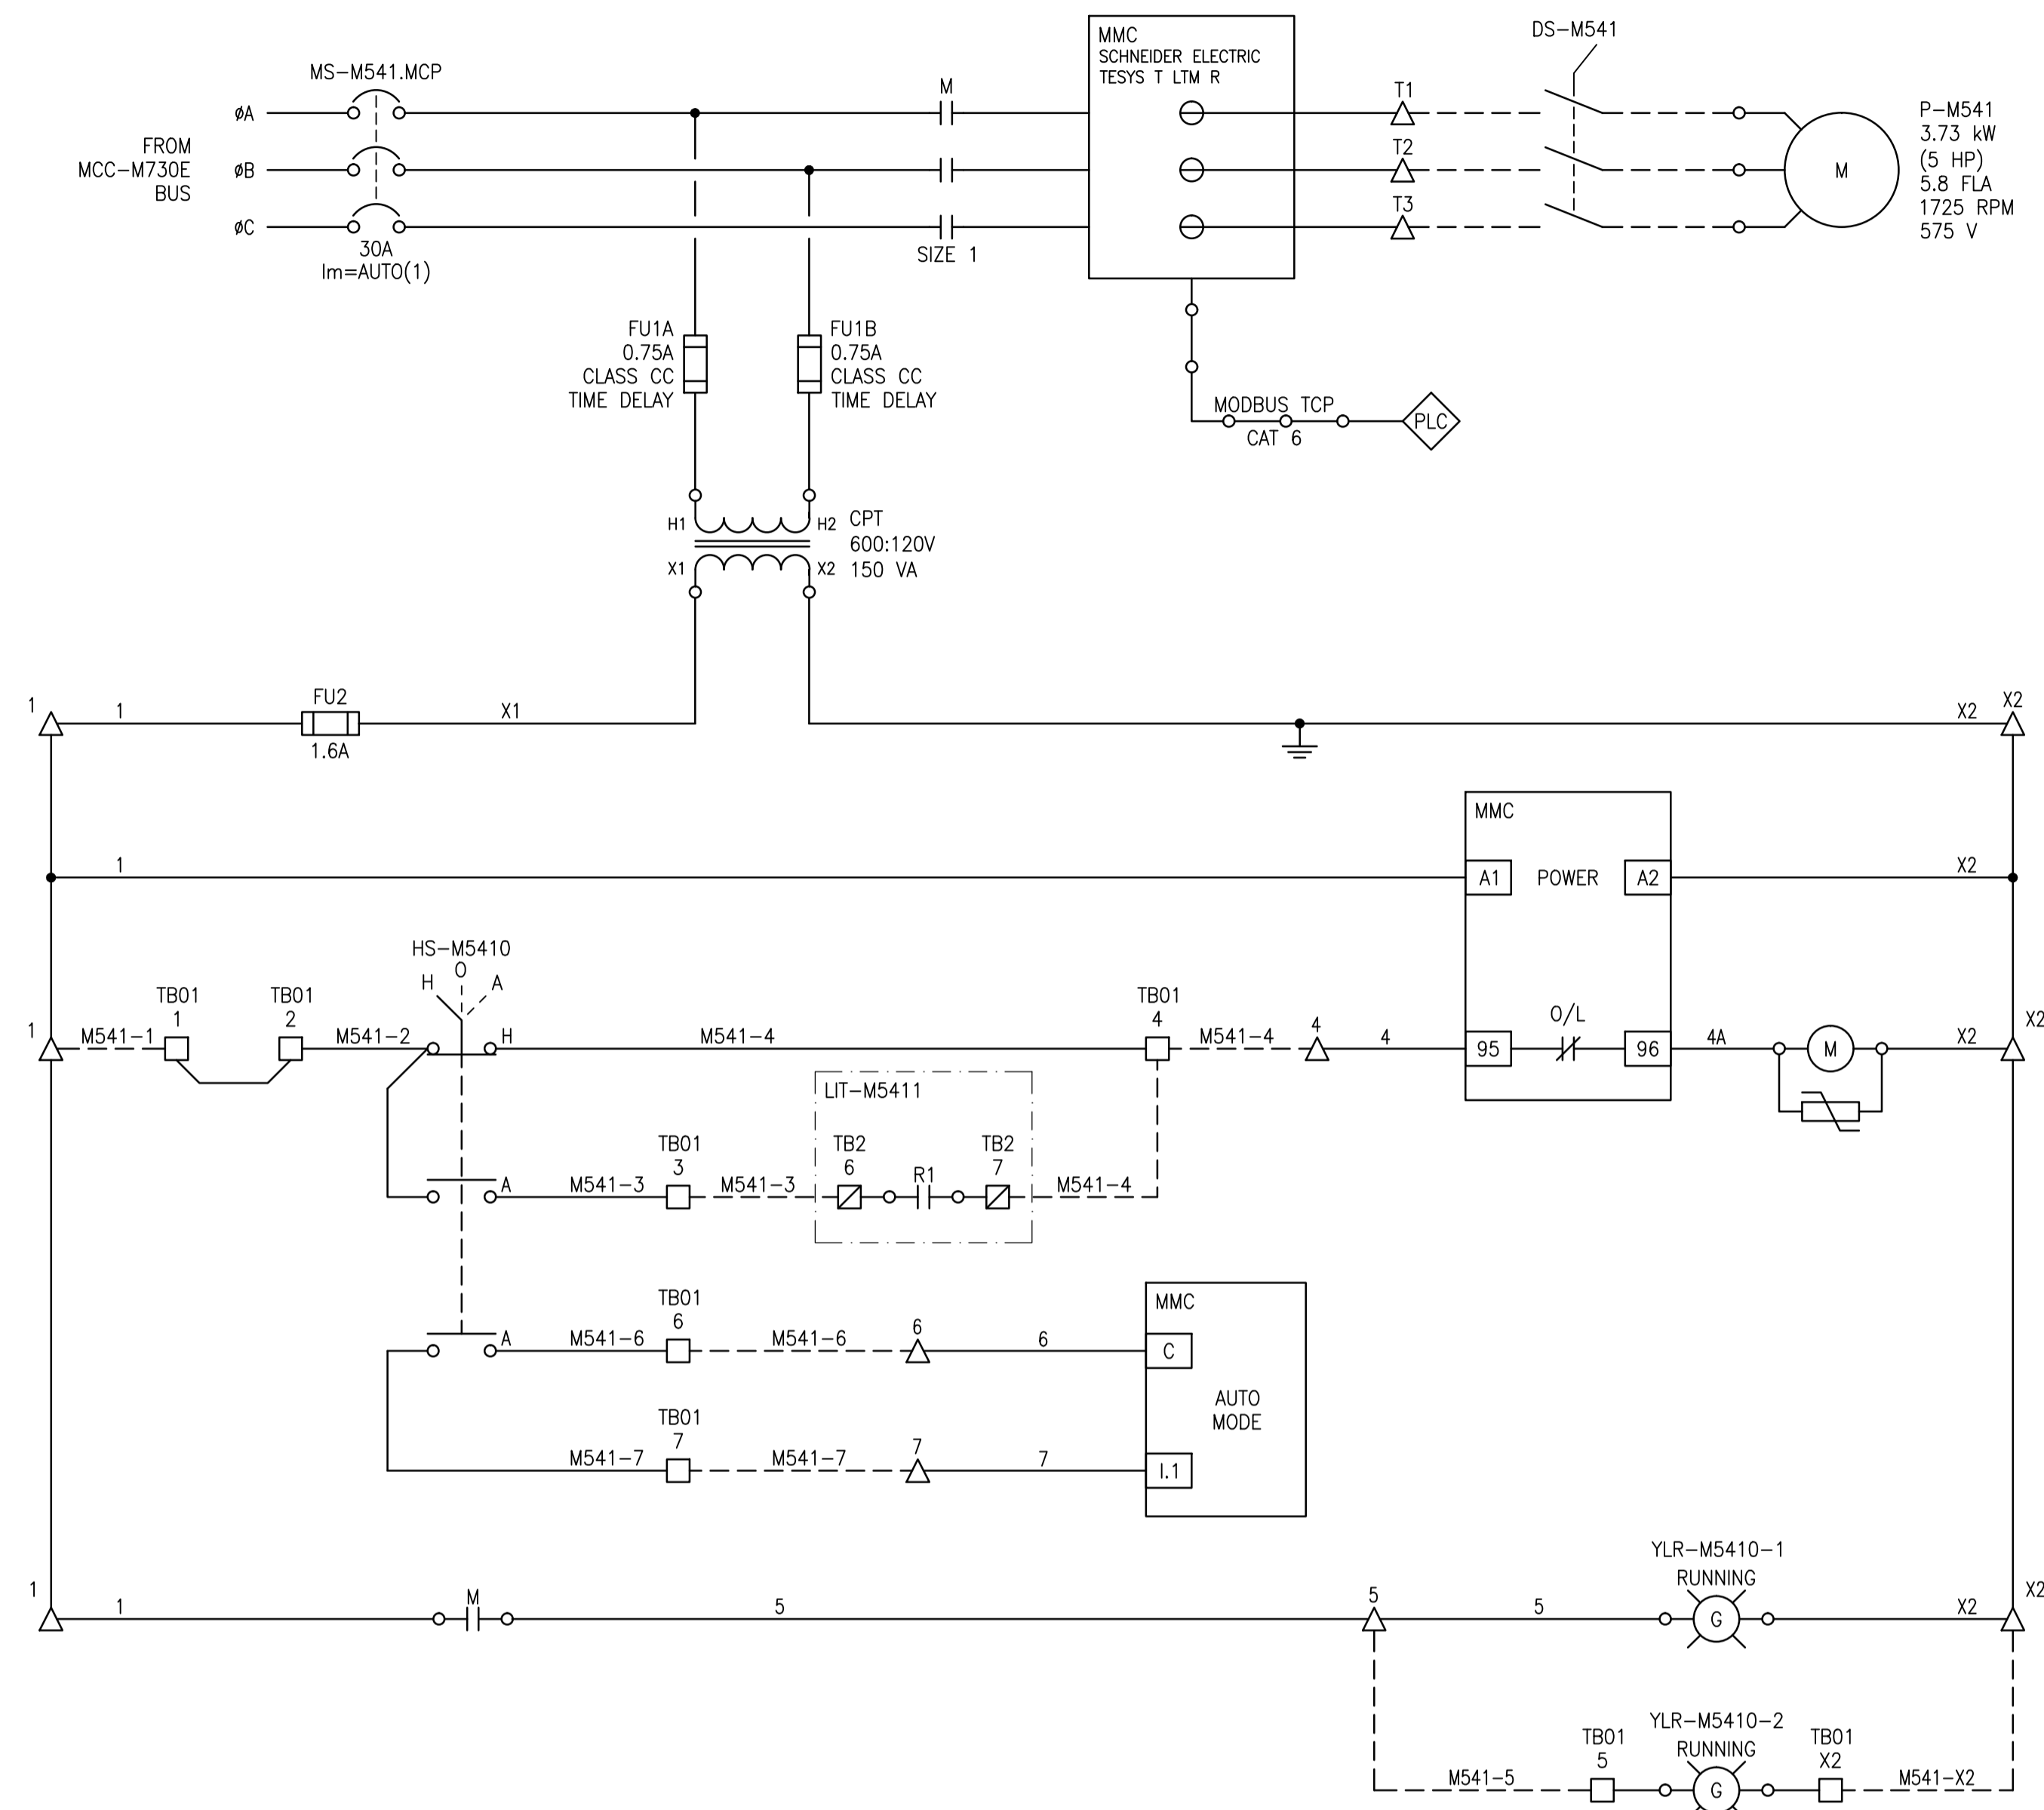 MS-M541.MCP
FROM
MCC-M730E
BUS
øA
øB
øC
30A
Im=AUTO(1)
M
SIZE 1
MMC
SCHNEIDER ELECTRIC
TESYS T LTM R
T1
T2
T3
DS-M541
M
P-M541
3.73 kW
(5 HP)
5.8 FLA
1725 RPM
575 V
FU1A
0.75A
CLASS CC
TIME DELAY
FU1B
0.75A
CLASS CC
TIME DELAY
MODBUS TCP
CAT 6
PLC
H1
H2
X1
X2
CPT
600:120V
150 VA
1
1
FU2
1.6A
X1
X2
X2
1
MMC
A1
POWER
A2
X2
HS-M5410
H
O
A
1
M541-1
TB01
1
TB01
2
M541-2
H
M541-4
TB01
4
M541-4
4
4
95
O/L
96
4A
M
X2
X2
A
M541-3
TB01
3
M541-3
LIT-M5411
TB2
6
R1
TB2
7
M541-4
A
M541-6
TB01
6
M541-6
6
6
MMC
C
AUTO
MODE
I.1
M541-7
TB01
7
M541-7
7
7
1
1
M
5
5
5
YLR-M5410-1
RUNNING
G
X2
X2
M541-5
TB01
5
YLR-M5410-2
RUNNING
G
TB01
X2
M541-X2